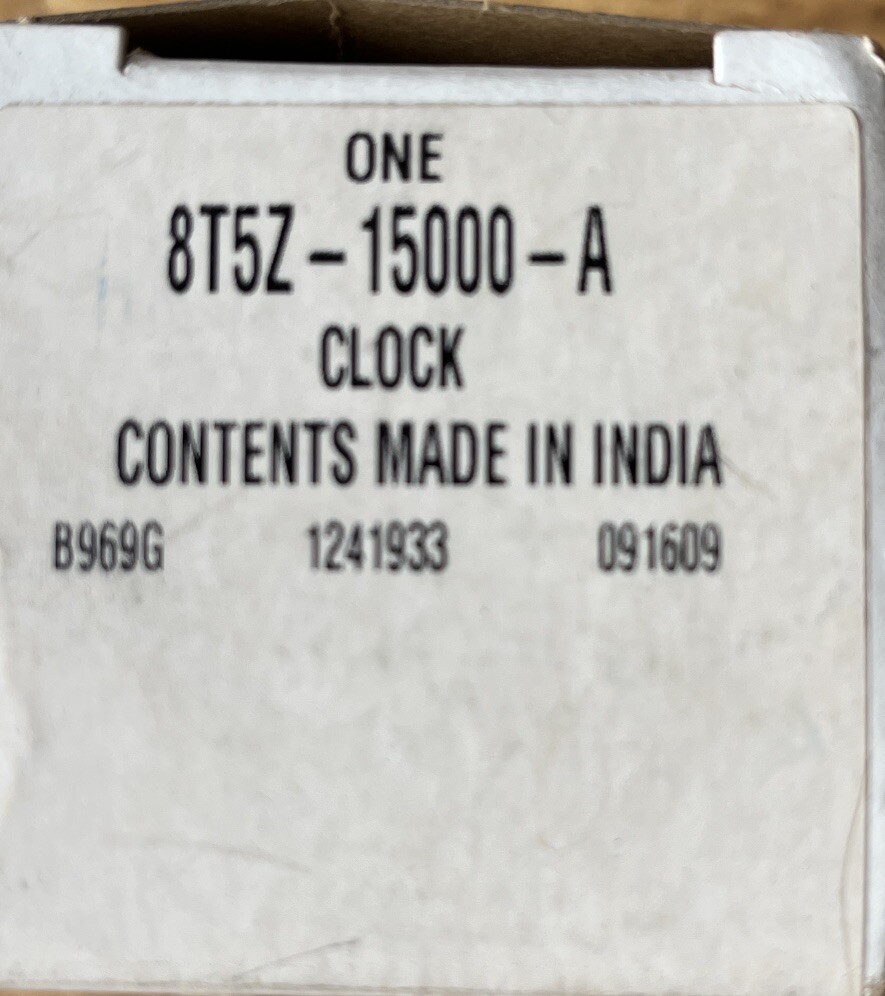 ONE
8T5Z-15000-A
CLOCK
CONTENTS MADE IN INDIA
B969G 1241933 091609